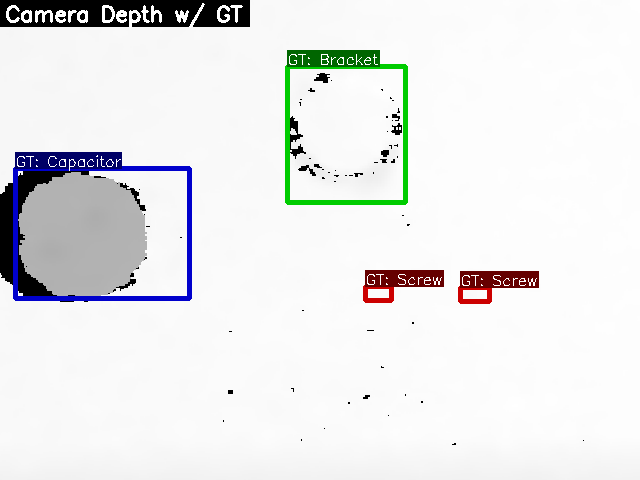 Camera Depth w/ GT
GT: Bracket
GT: Capacitor
GT: Screw
GT: Screw